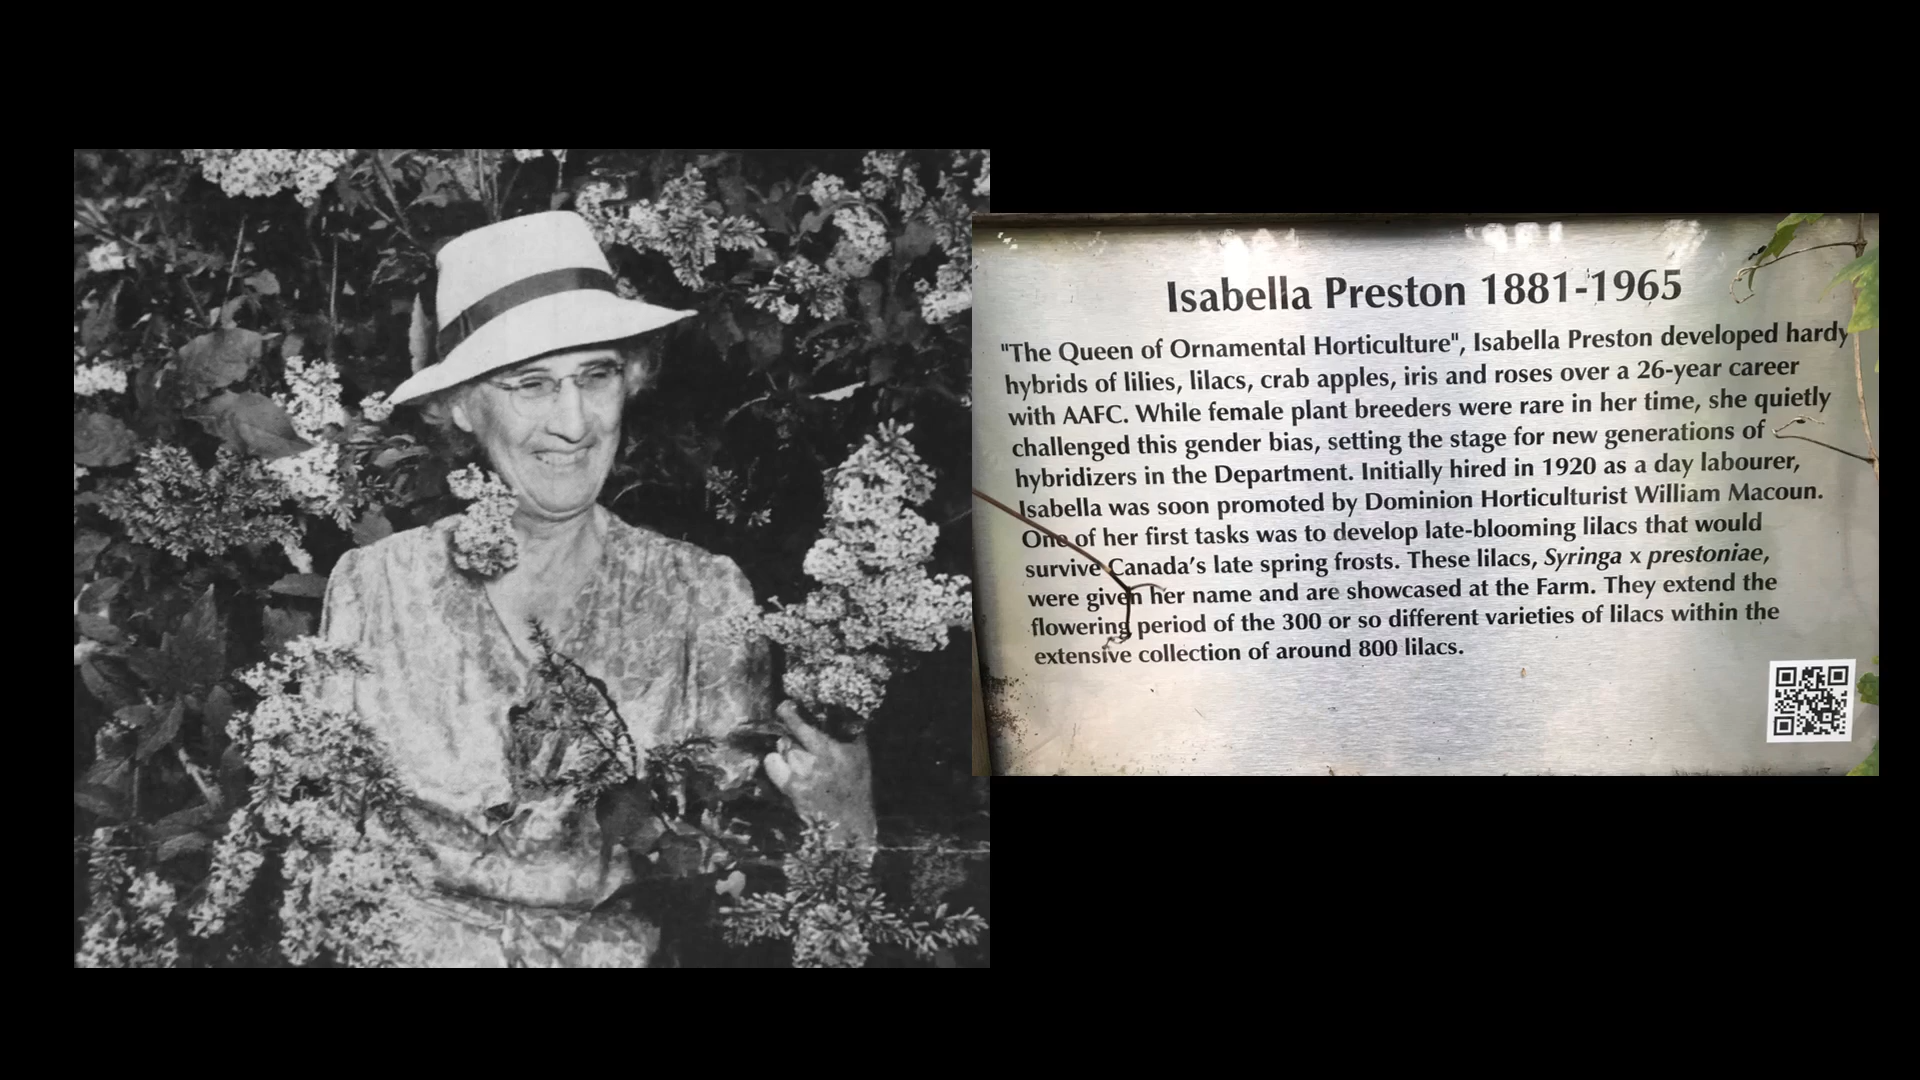 Isabella Preston 1881-1965
"The Queen of Ornamental Horticulture", Isabella Preston developed hardy
hybrids of lilies, lilacs, crab apples, iris and roses over a 26-year career
with AAFC. While female plant breeders were rare in her time, she quietly
challenged this gender bias, setting the stage for new generations of
hybridizers in the Department. Initially hired in 1920 as a day labourer,
Isabella was soon promoted by Dominion Horticulturist William Macoun.
One of her first tasks was to develop late-blooming lilacs that would
survive Canada's late spring frosts. These lilacs, Syringa x prestoniae,
were given her name and are showcased at the Farm. They extend the
flowering period of the 300 or so different varieties of lilacs within the
extensive collection of around 800 lilacs.